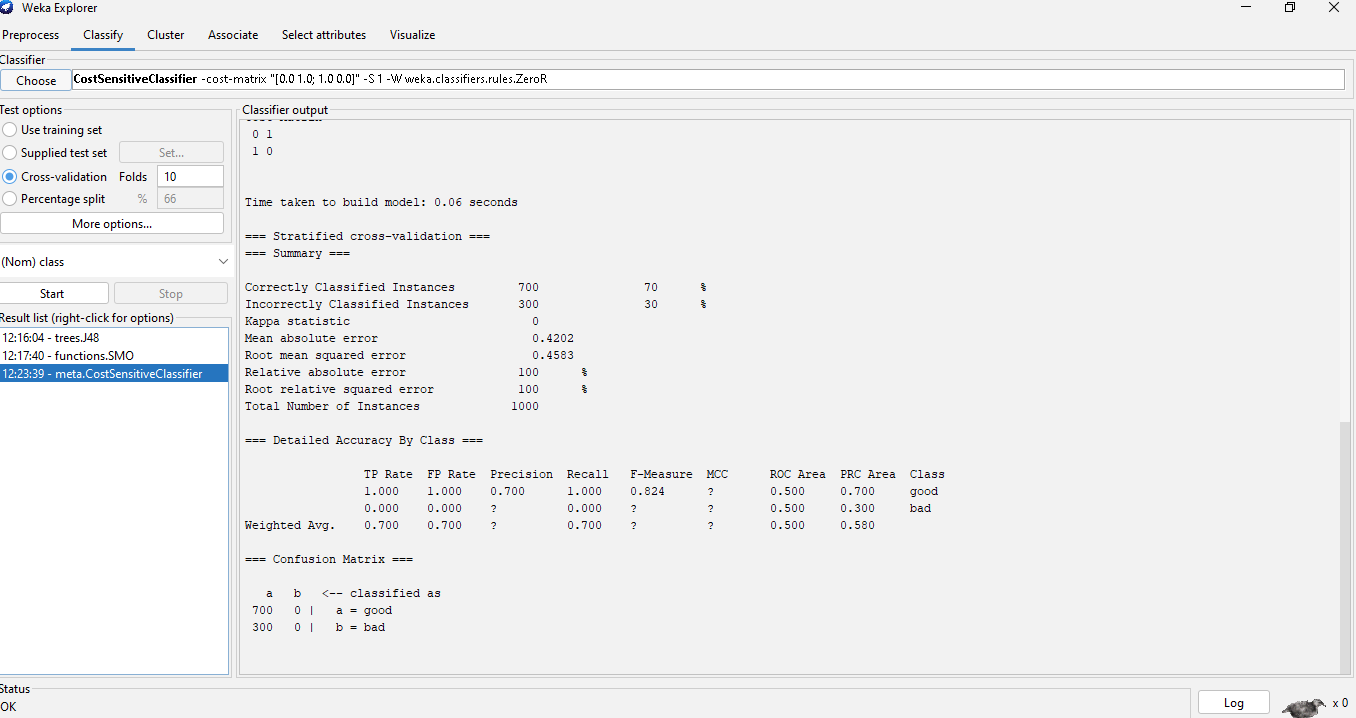 Weka Explorer
Preprocess Classify Cluster Associate Select attributes Visualize
Classifier
Choose CostSensitiveClassifier -cost-matrix "[0.0 1.0; 1.0 0.0]" -S 1 -W weka.classifiers.rules.ZeroR
Test options
Use training set
Supplied test set Set...
Cross-validation Folds 10
Percentage split % 66
More options...
(Nom) class
Start Stop
Result list (right-click for options)
12:16:04 - trees.J48
12:17:40 - functions.SMO
12:23:39 - meta.CostSensitiveClassifier
Classifier output
0 1
1 0
Time taken to build model: 0.06 seconds
=== Stratified cross-validation ===
=== Summary ===
Correctly Classified Instances 700 70 %
Incorrectly Classified Instances 300 30 %
Kappa statistic 0
Mean absolute error 0.4202
Root mean squared error 0.4583
Relative absolute error 100 %
Root relative squared error 100 %
Total Number of Instances 1000
=== Detailed Accuracy By Class ===
TP Rate FP Rate Precision Recall F-Measure MCC ROC Area PRC Area Class
1.000 1.000 0.700 1.000 0.824 ? 0.500 0.700 good
0.000 0.000 ? 0.000 ? ? 0.500 0.300 bad
Weighted Avg. 0.700 0.700 ? 0.700 ? ? 0.500 0.580
=== Confusion Matrix ===
a b <-- classified as
700 0 | a = good
300 0 | b = bad
Status
OK
Log
x 0